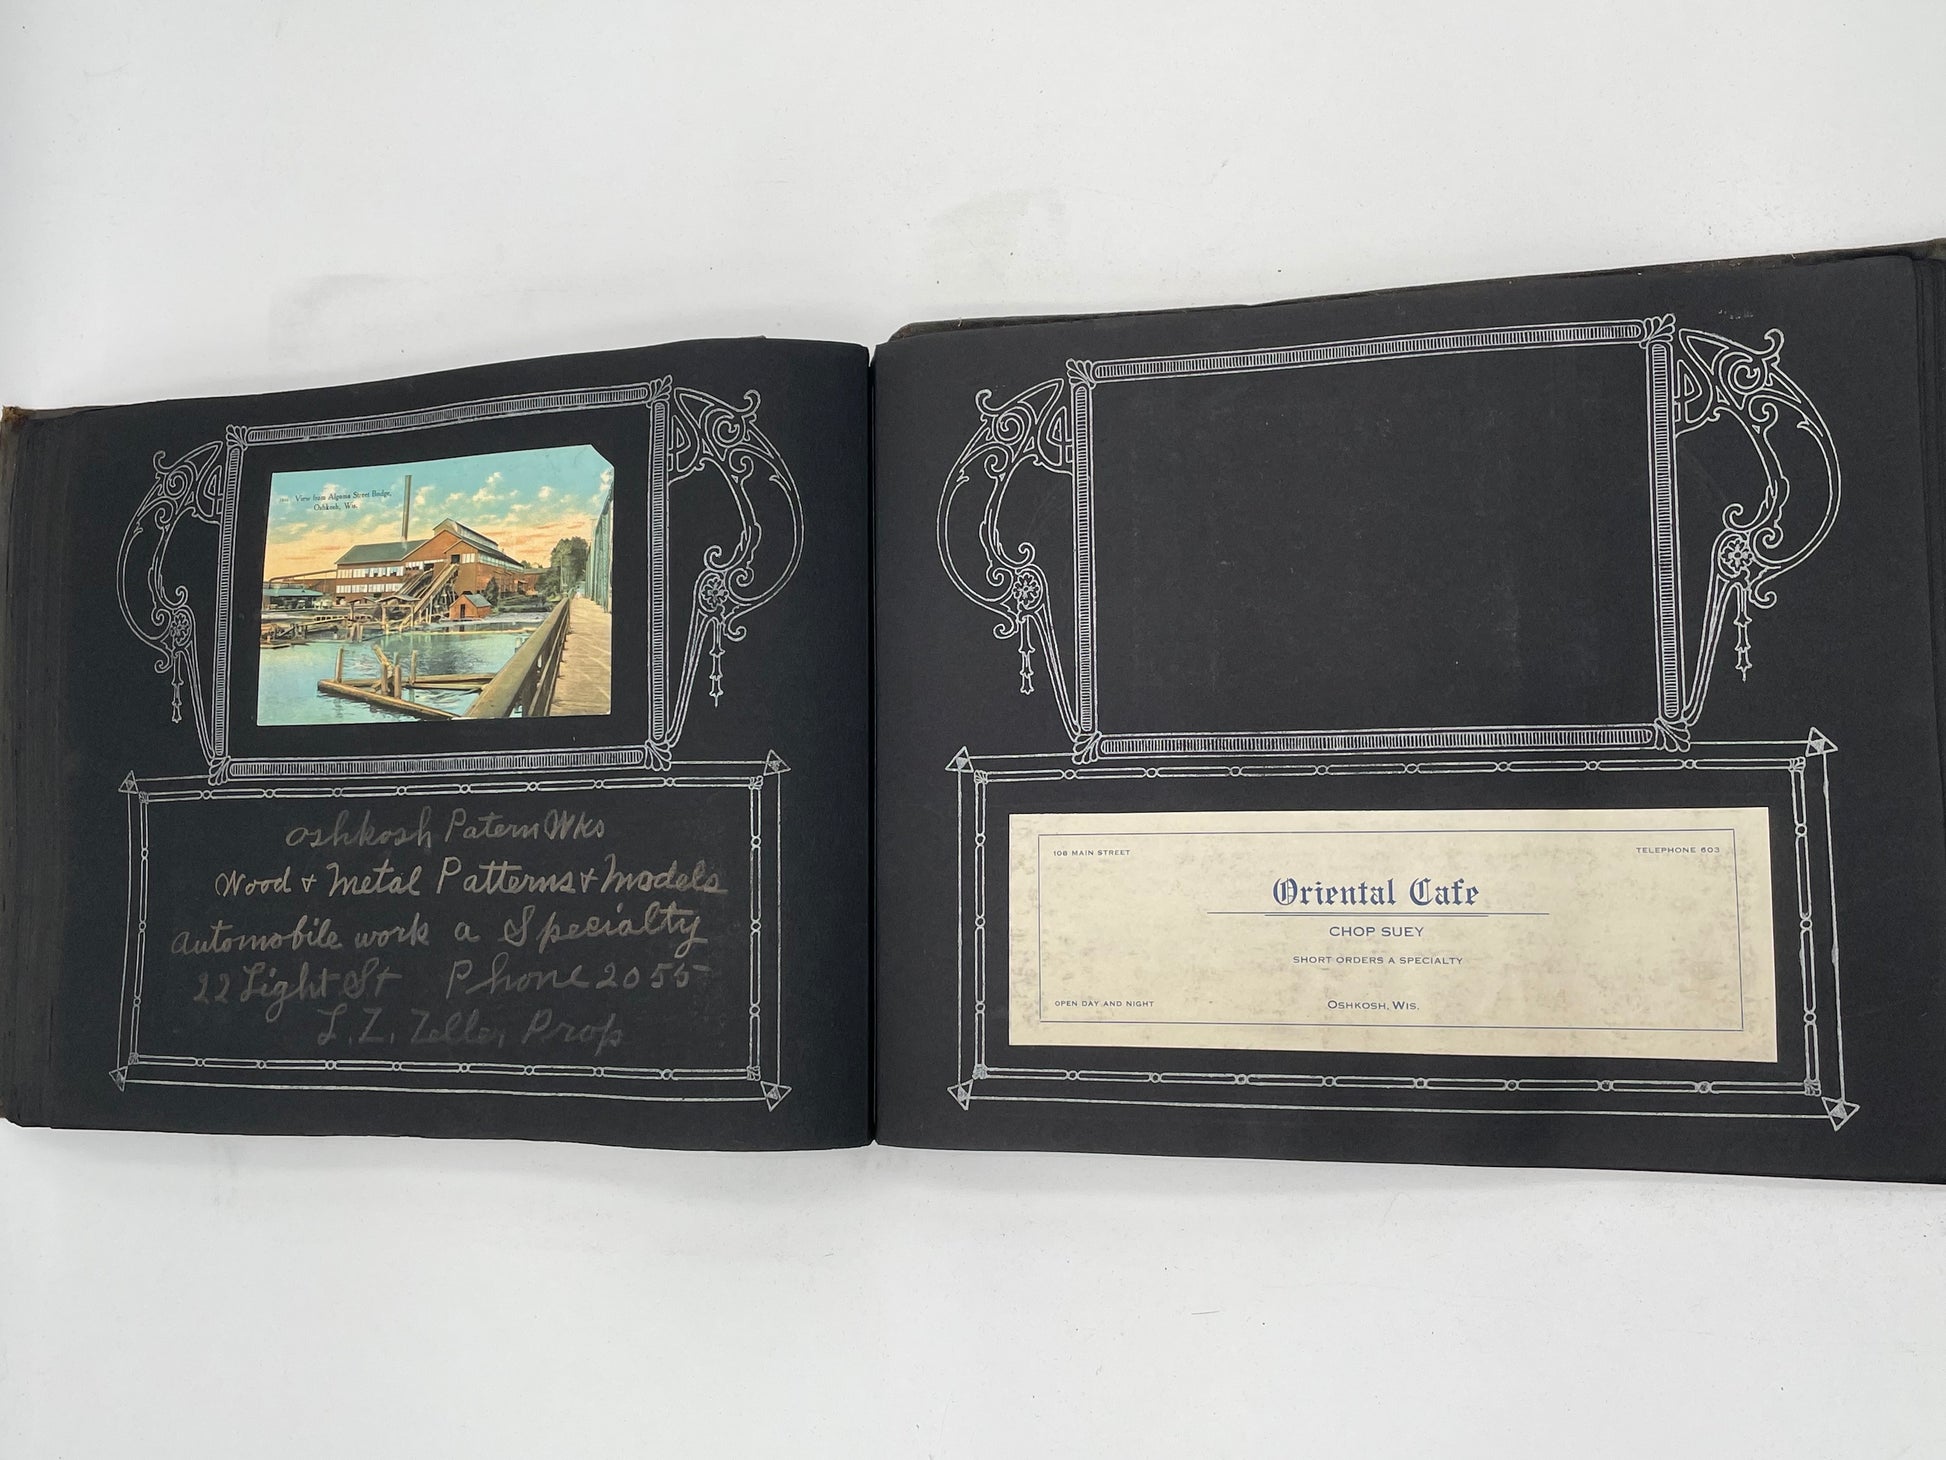 View from Algoma Street Bridge,
Oshkosh, Wis.
Oshkosh Patern Wks
Wood + Metal Patterns + Models
Automobile work a Specialty
22 Light St Phone 2055
L. Z. Zeller, Prop
108 MAIN STREET
TELEPHONE 603
Oriental Cafe
CHOP SUEY
SHORT ORDERS A SPECIALTY
OPEN DAY AND NIGHT
OSHKOSH, WIS.